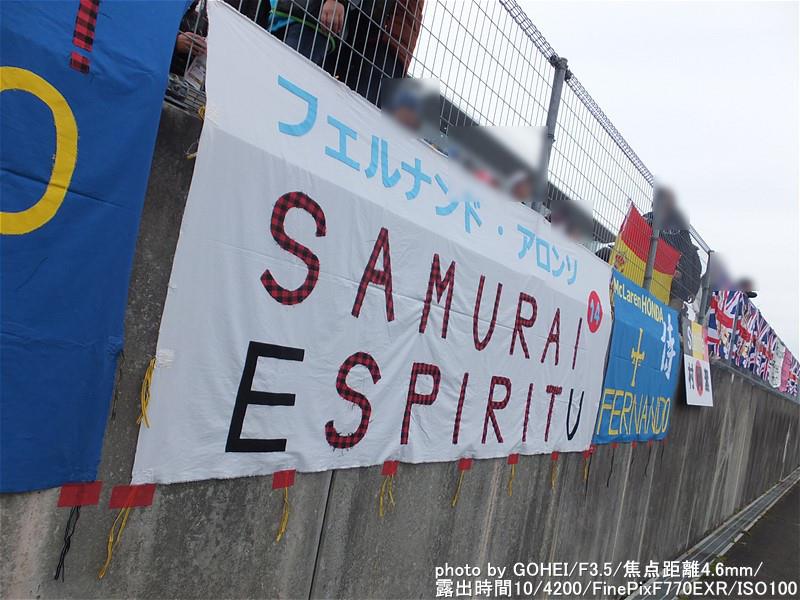 !
O
フェルナンド・アロンソ
14
SAMURAI
ESPIRITU
McLaren HONDA
侍
FERNANDO
photo by GOHEI/F3.5/焦点距離4.6mm/
露出時間10/4200/FinePixF770EXR/ISO100